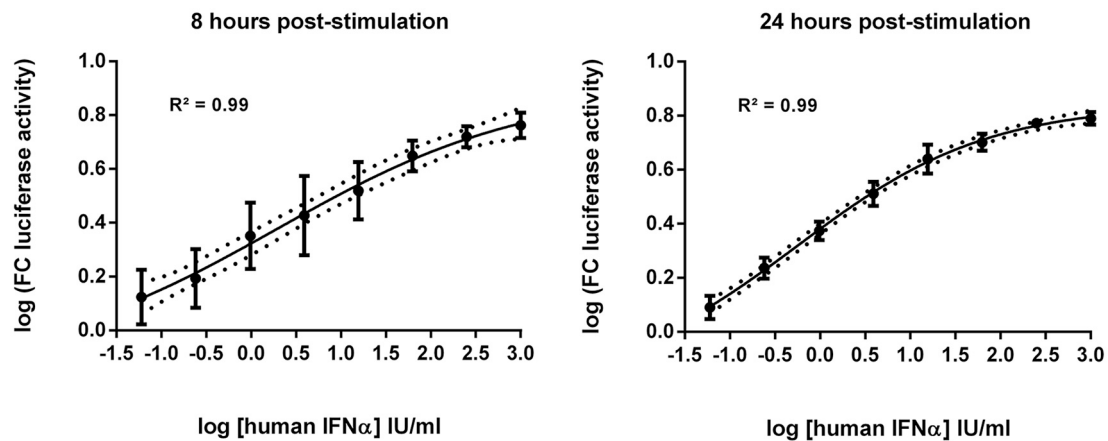 8 hours post-stimulation
log (FC luciferase activity)
1.0
0.8
0.6
0.4
0.2
0.0
R² = 0.99
-1.5 -1.0 -0.5 0.0 0.5 1.0 1.5 2.0 2.5 3.0
log [human IFNα] IU/ml
24 hours post-stimulation
log (FC luciferase activity)
1.0
0.8
0.6
0.4
0.2
0.0
R² = 0.99
-1.5 -1.0 -0.5 0.0 0.5 1.0 1.5 2.0 2.5 3.0
log [human IFNα] IU/ml